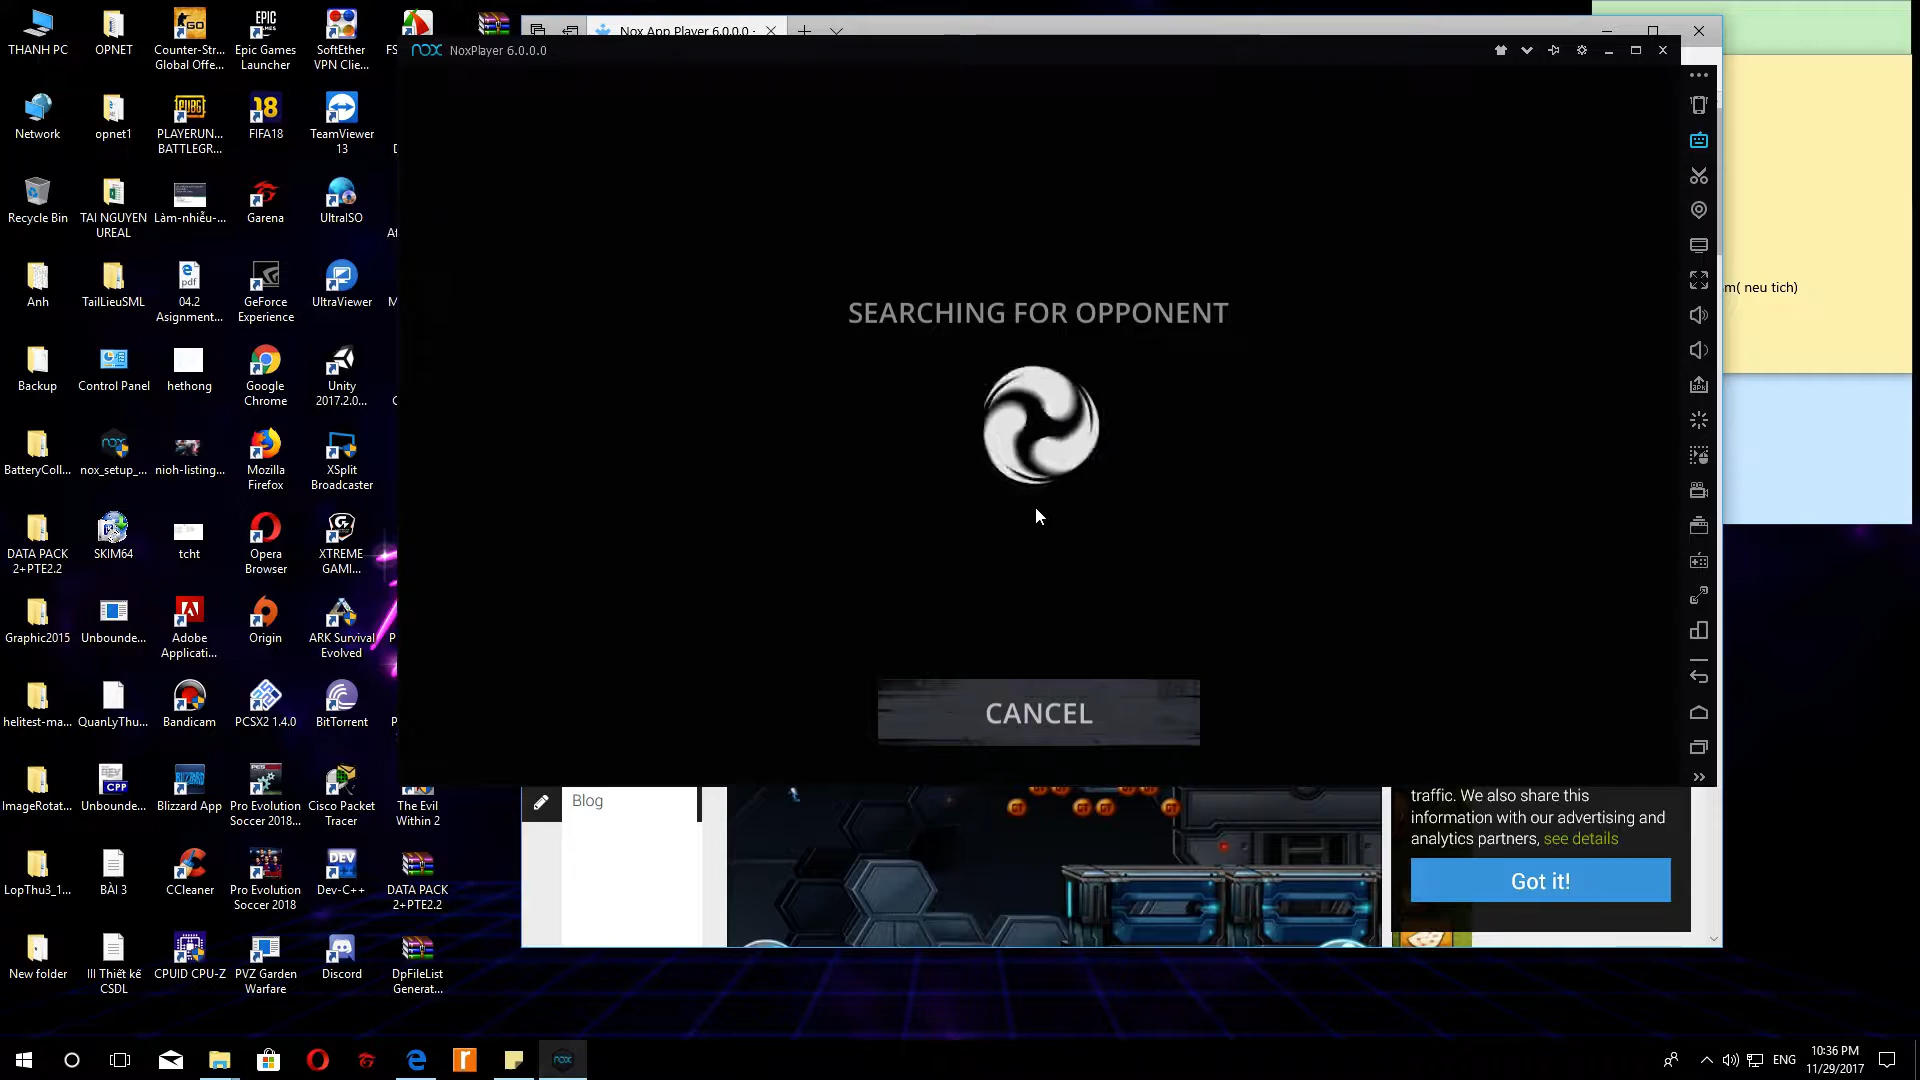 THANH PC
OPNET
Counter-Str...
Global Offe...
Epic Games
Launcher
SoftEther
VPN Clie...
FS
Network
opnet1
PLAYERUN...
BATTLEGR...
FIFA18
TeamViewer
13
D
Recycle Bin
TAI NGUYEN
UREAL
Làm-nhiễu-...
Garena
UltraISO
Af
Anh
TailLieuSML
04.2
Asignment...
GeForce
Experience
UltraViewer
M
Backup
Control Panel
hethong
Google
Chrome
Unity
2017.2.0...
C
BatteryColl...
nox_setup_...
nioh-listing...
Mozilla
Firefox
XSplit
Broadcaster
DATA PACK
2+PTE2.2
SKIM64
tcht
Opera
Browser
XTREME
GAMI...
Graphic2015
Unbounde...
Adobe
Applicati...
Origin
ARK Survival
Evolved
P
helitest-ma...
QuanLyThu...
Bandicam
PCSX2 1.4.0
BitTorrent
P
ImageRotat...
Unbounde...
Blizzard App
Pro Evolution
Soccer 2018...
Cisco Packet
Tracer
The Evil
Within 2
LopThu3_1...
BÀI 3
CCleaner
Pro Evolution
Soccer 2018
Dev-C++
DATA PACK
2+PTE2.2
New folder
III Thiết kê
CSDL
CPUID CPU-Z
PVZ Garden
Warfare
Discord
DpFileList
Generat...
Nox App Player 6.0.0.0 -
nox NoxPlayer 6.0.0.0
SEARCHING FOR OPPONENT
CANCEL
m( neu tich)
Blog
traffic. We also share this
information with our advertising and
analytics partners, see details
Got it!
ENG
10:36 PM
11/29/2017